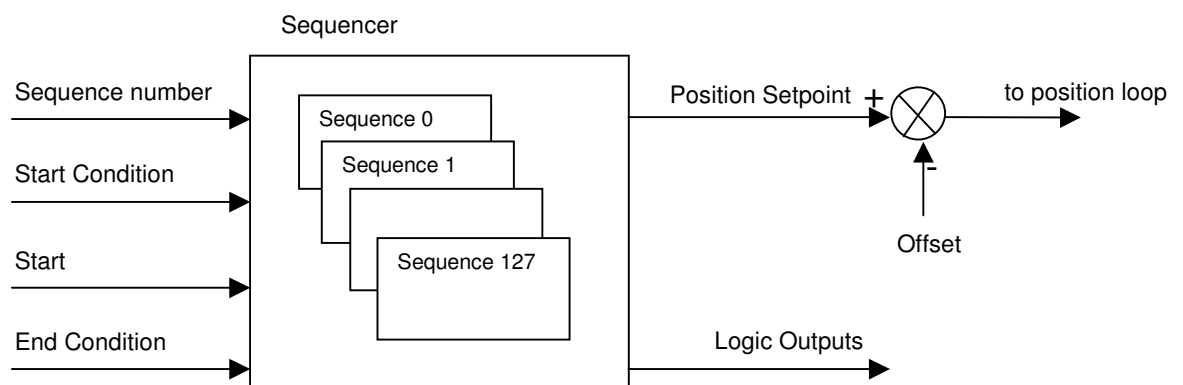 Sequencer
Sequence number
Start Condition
Start
End Condition
Sequence 0
Sequence 1
Sequence 127
Position Setpoint
+
to position loop
-
Offset
Logic Outputs